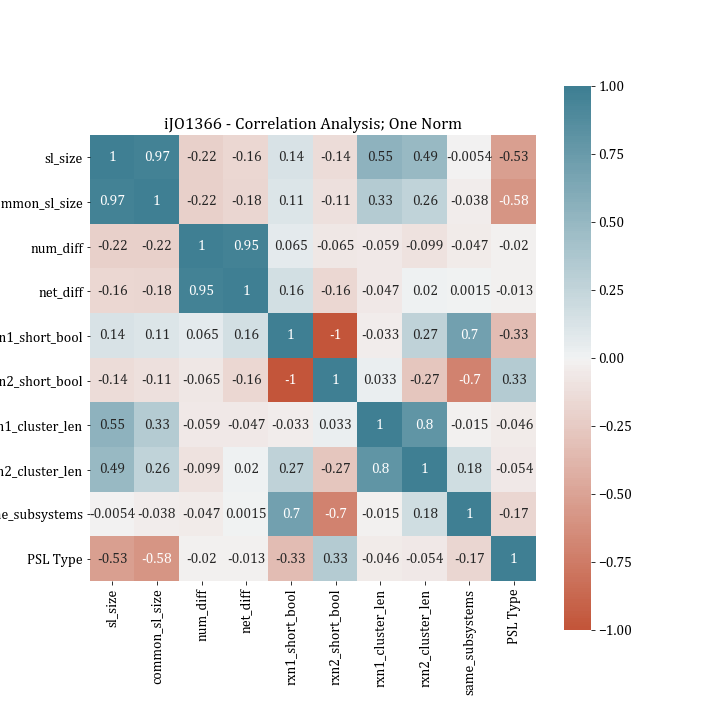 iJO1366 - Correlation Analysis; One Norm
sl_size 1 0.97 -0.22 -0.16 0.14 -0.14 0.55 0.49 -0.0054 -0.53
mmon_sl_size 0.97 1 -0.22 -0.18 0.11 -0.11 0.33 0.26 -0.038 -0.58
num_diff -0.22 -0.22 1 0.95 0.065 -0.065 -0.059 -0.099 -0.047 -0.02
net_diff -0.16 -0.18 0.95 1 0.16 -0.16 -0.047 0.02 0.0015 -0.013
n1_short_bool 0.14 0.11 0.065 0.16 1 -1 -0.033 0.27 0.7 -0.33
n2_short_bool -0.14 -0.11 -0.065 -0.16 -1 1 0.033 -0.27 -0.7 0.33
n1_cluster_len 0.55 0.33 -0.059 -0.047 -0.033 0.033 1 0.8 -0.015 -0.046
n2_cluster_len 0.49 0.26 -0.099 0.02 0.27 -0.27 0.8 1 0.18 -0.054
ne_subsystems -0.0054 -0.038 -0.047 0.0015 0.7 -0.7 -0.015 0.18 1 -0.17
PSL Type -0.53 -0.58 -0.02 -0.013 -0.33 0.33 -0.046 -0.054 -0.17 1
sl_size
common_sl_size
num_diff
net_diff
rxn1_short_bool
rxn2_short_bool
rxn1_cluster_len
rxn2_cluster_len
same_subsystems
PSL Type
1.00
0.75
0.50
0.25
0.00
−0.25
−0.50
−0.75
−1.00